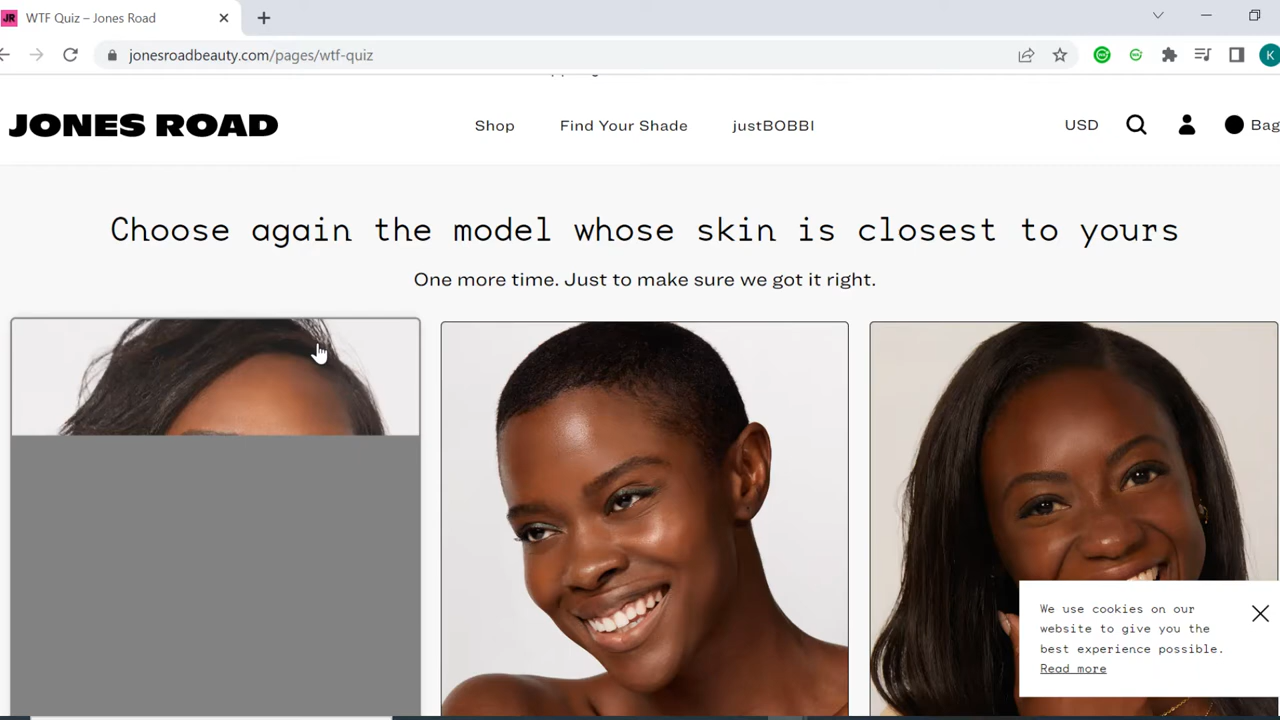 WTF Quiz – Jones Road
jonesroadbeauty.com/pages/wtf-quiz
K
JONES ROAD
Shop
Find Your Shade
justBOBBI
USD
Bag
Choose again the model whose skin is closest to yours
One more time. Just to make sure we got it right.
We use cookies on our
website to give you the
best experience possible.
Read more